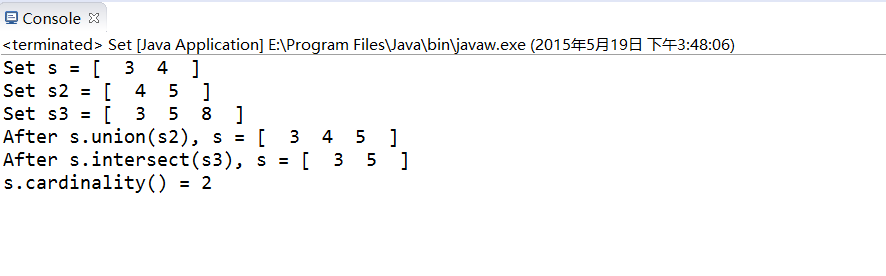 Console
<terminated> Set [Java Application] E:\Program Files\Java\bin\javaw.exe (2015年5月19日 下午3:48:06)
Set s = [  3  4  ]
Set s2 = [  4  5  ]
Set s3 = [  3  5  8  ]
After s.union(s2), s = [  3  4  5  ]
After s.intersect(s3), s = [  3  5  ]
s.cardinality() = 2